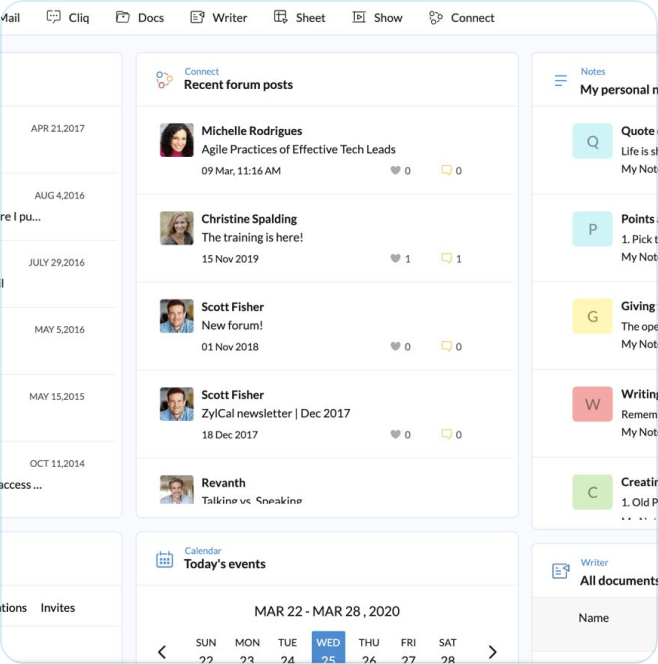 Mail Cliq Docs Writer Sheet Show Connect
APR 21,2017
AUG 4,2016
re I pu...
JULY 29,2016
MAY 5,2016
MAY 15,2015
OCT 11,2014
access ...
tions Invites
Connect
Recent forum posts
Michelle Rodrigues
Agile Practices of Effective Tech Leads
09 Mar, 11:16 AM 0 0
Christine Spalding
The training is here!
15 Nov 2019 1 1
Scott Fisher
New forum!
01 Nov 2018 0 0
Scott Fisher
ZylCal newsletter | Dec 2017
18 Dec 2017 0 0
Revanth
Talking vs. Speaking
Calendar
Today's events
MAR 22 - MAR 28 , 2020
SUN MON TUE WED THU FRI SAT
22 23 24 25 26 27 28
Notes
My personal n
Q
Quote
Life is sh
My Not
P
Points
1. Pick t
My Not
G
Giving
The ope
My Not
W
Writing
Remem
My Not
C
Creatin
1. Old P
Writer
All documents
Name